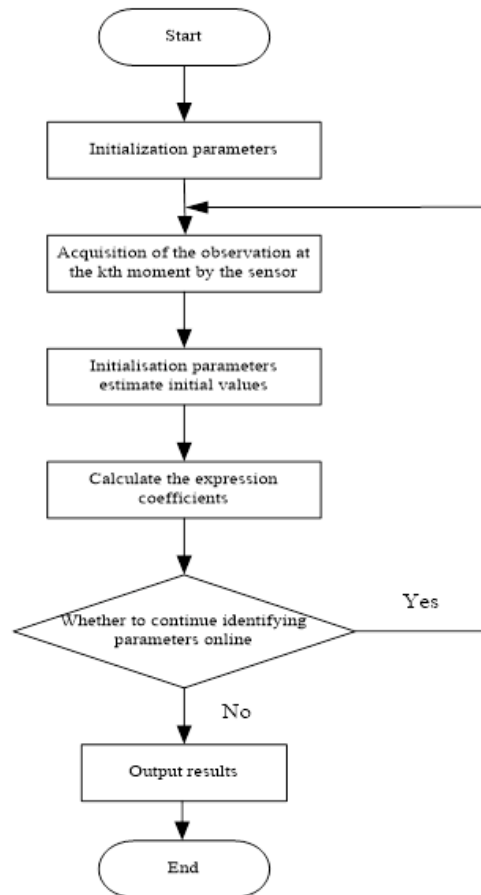 Start
Initialization parameters
Acquisition of the observation at
the kth moment by the sensor
Initialisation parameters
estimate initial values
Calculate the expression
coefficients
Whether to continue identifying
parameters online
Yes
No
Output results
End